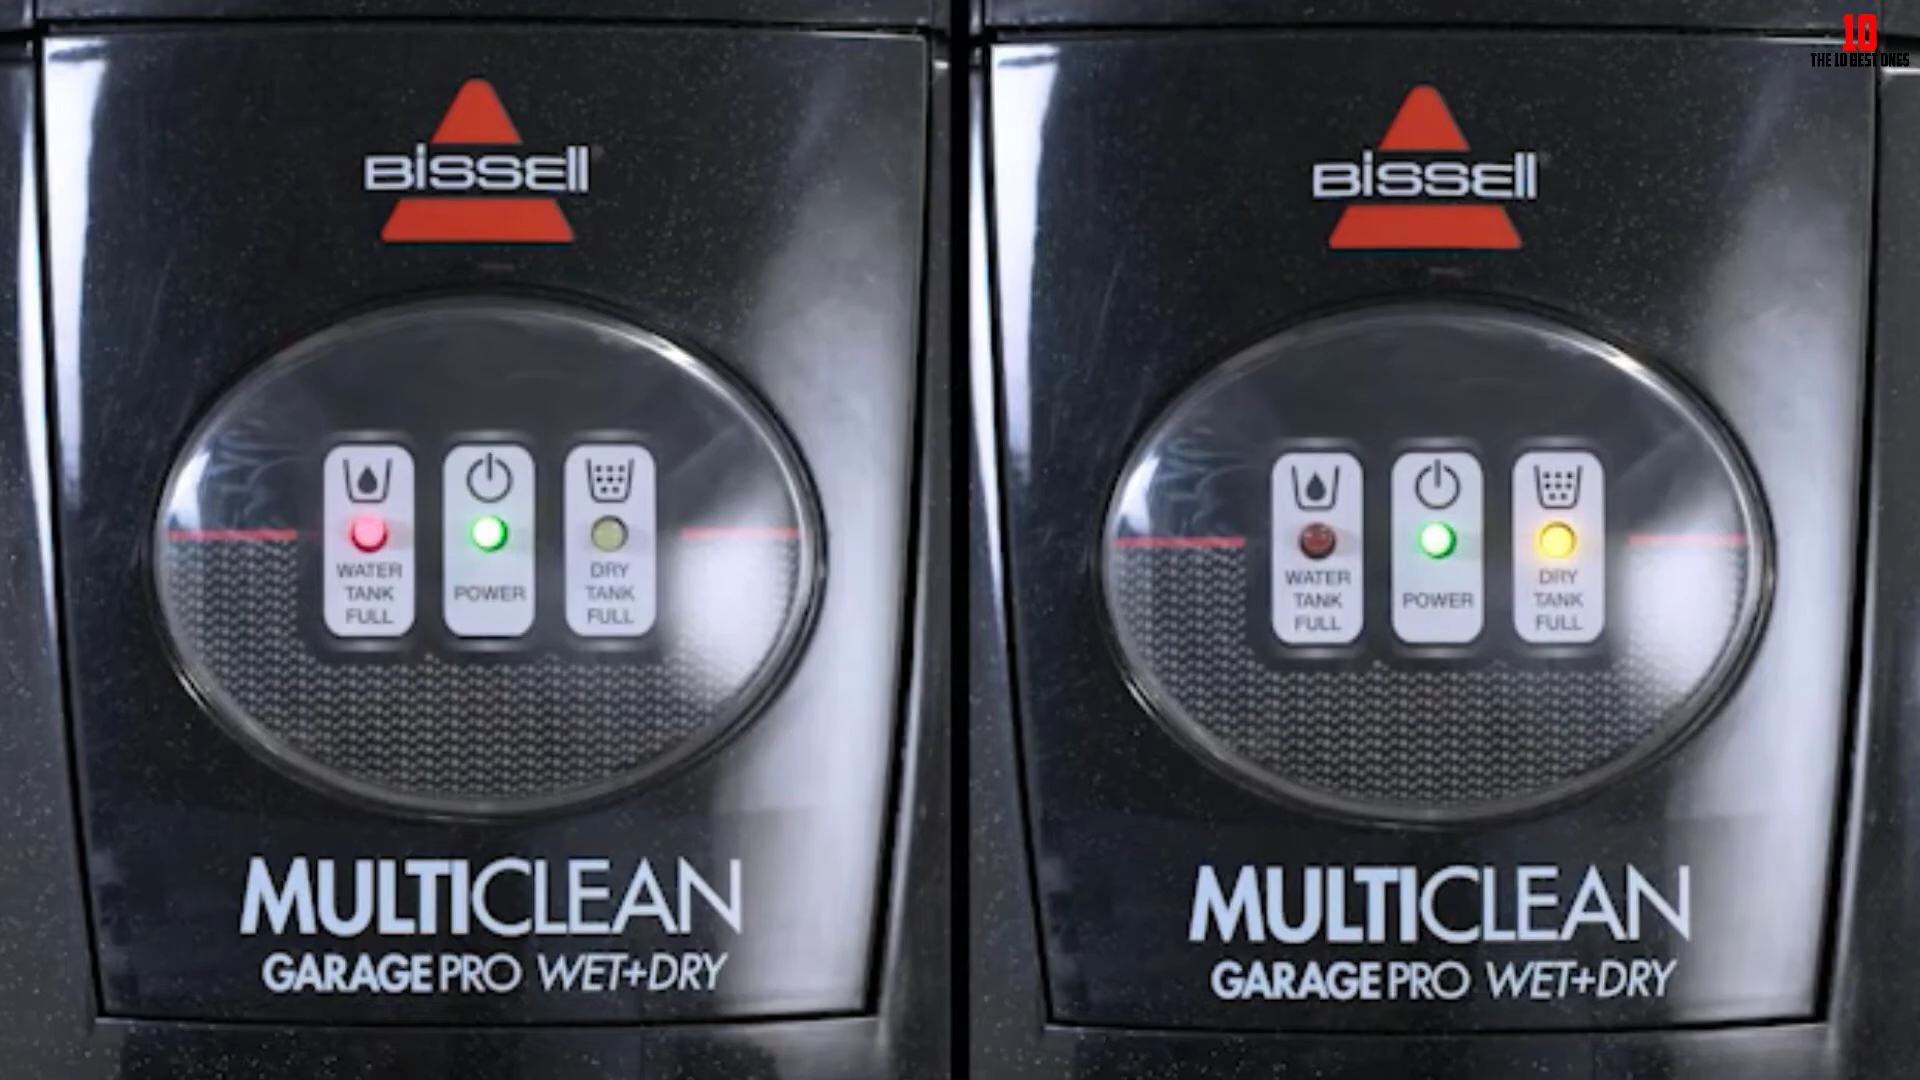 10
THE 10 BEST ONES
Bissell
WATER
TANK
FULL
POWER
DRY
TANK
FULL
MULTICLEAN
GARAGE PRO WET+DRY
Bissell
WATER
TANK
FULL
POWER
DRY
TANK
FULL
MULTICLEAN
GARAGE PRO WET+DRY